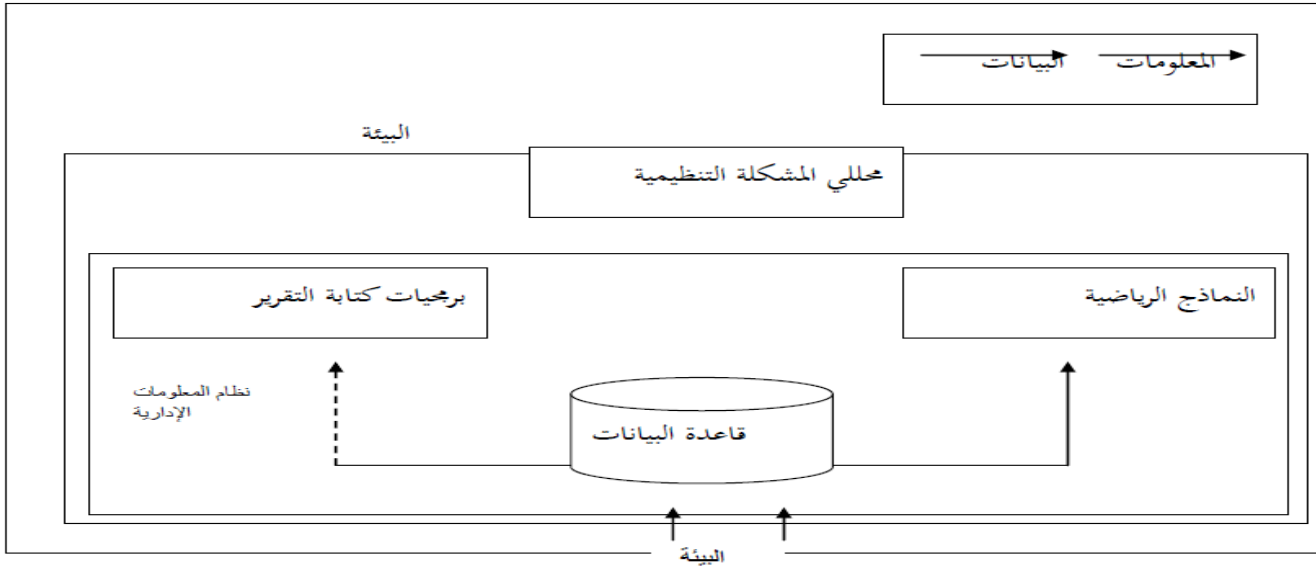 المعلومات البيانات
البيئة
محللي المشكلة التنظيمية
النماذج الرياضية برمجيات كتابة التقرير
نظام المعلومات
الإدارية
قاعدة البيانات
البيئة